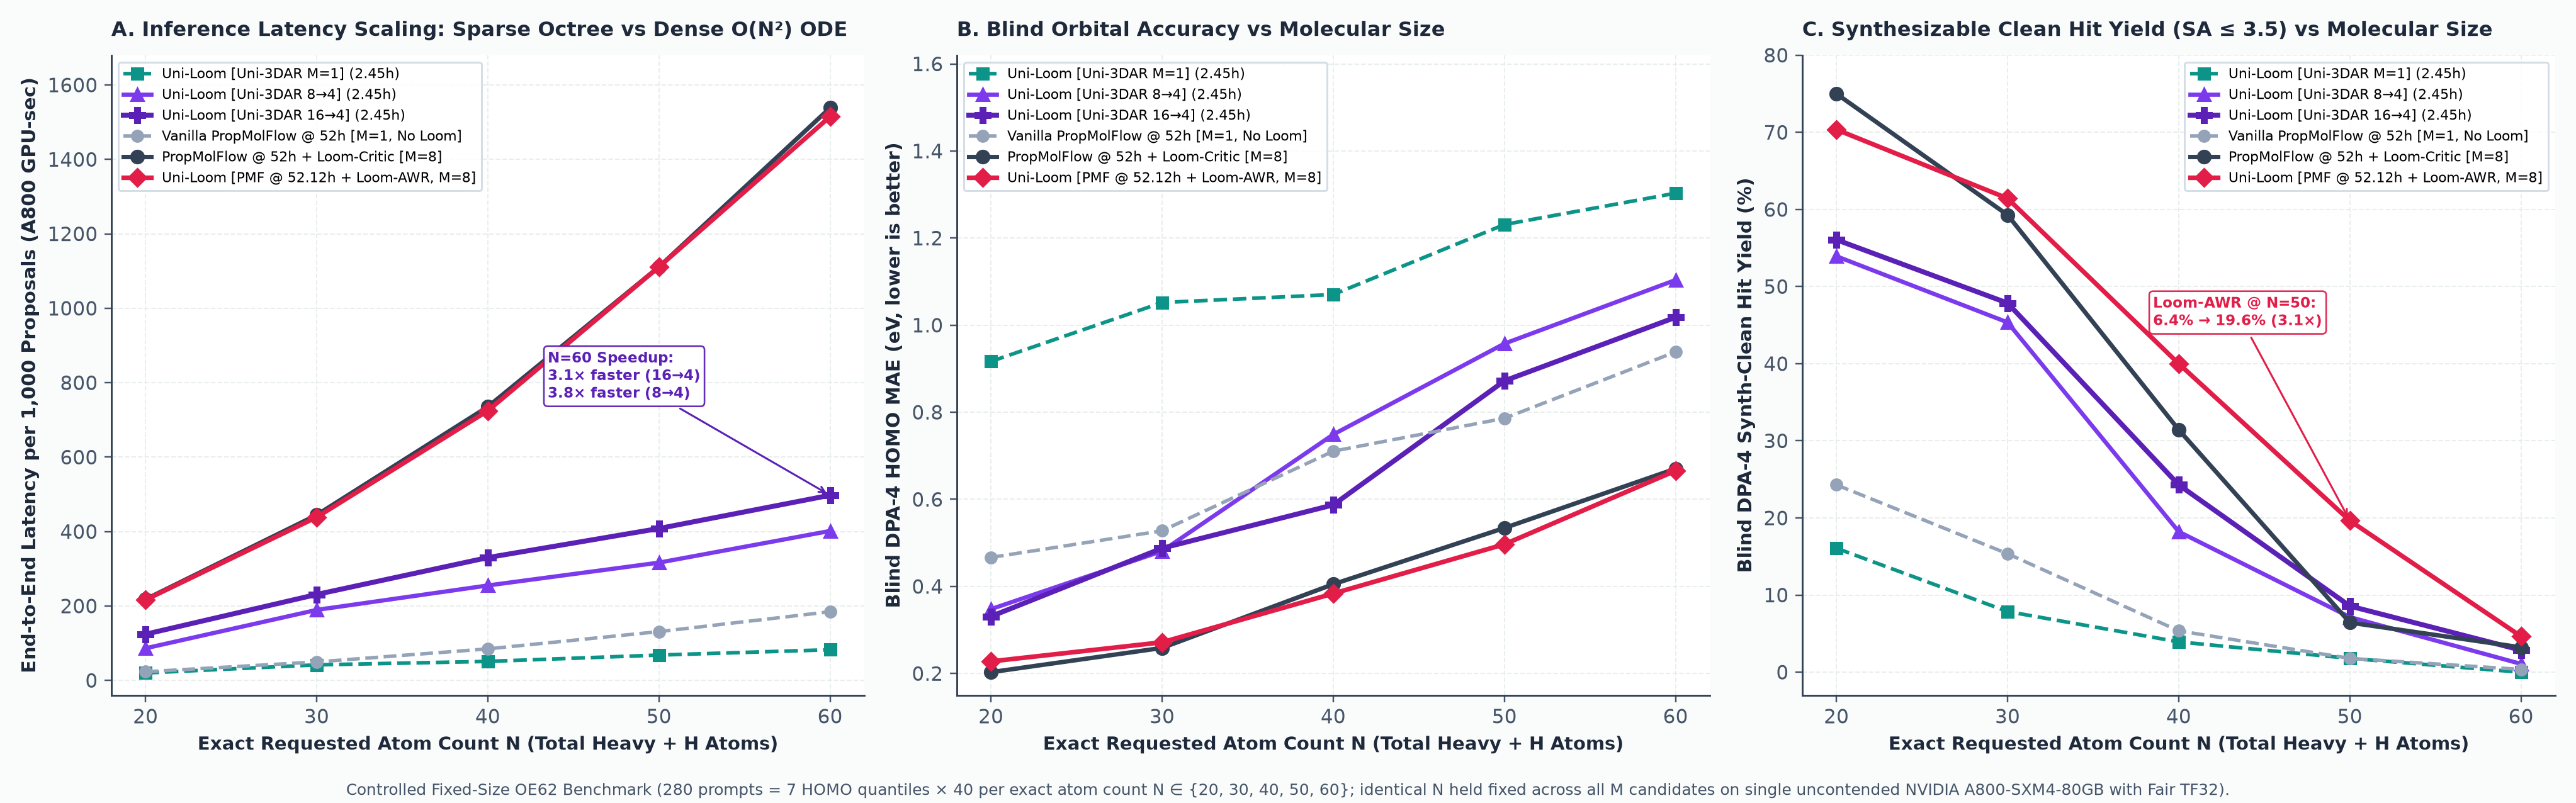 A. Inference Latency Scaling: Sparse Octree vs Dense O(N²) ODE
End-to-End Latency per 1,000 Proposals (A800 GPU-sec)
1600
1400
1200
1000
800
600
400
200
0
Uni-Loom [Uni-3DAR M=1] (2.45h)
Uni-Loom [Uni-3DAR 8→4] (2.45h)
Uni-Loom [Uni-3DAR 16→4] (2.45h)
Vanilla PropMolFlow @ 52h [M=1, No Loom]
PropMolFlow @ 52h + Loom-Critic [M=8]
Uni-Loom [PMF @ 52.12h + Loom-AWR, M=8]
N=60 Speedup:
3.1× faster (16→4)
3.8× faster (8→4)
20 30 40 50 60
Exact Requested Atom Count N (Total Heavy + H Atoms)
B. Blind Orbital Accuracy vs Molecular Size
Blind DPA-4 HOMO MAE (eV, lower is better)
1.6
1.4
1.2
1.0
0.8
0.6
0.4
0.2
Uni-Loom [Uni-3DAR M=1] (2.45h)
Uni-Loom [Uni-3DAR 8→4] (2.45h)
Uni-Loom [Uni-3DAR 16→4] (2.45h)
Vanilla PropMolFlow @ 52h [M=1, No Loom]
PropMolFlow @ 52h + Loom-Critic [M=8]
Uni-Loom [PMF @ 52.12h + Loom-AWR, M=8]
20 30 40 50 60
Exact Requested Atom Count N (Total Heavy + H Atoms)
C. Synthesizable Clean Hit Yield (SA ≤ 3.5) vs Molecular Size
Blind DPA-4 Synth-Clean Hit Yield (%)
80
70
60
50
40
30
20
10
0
Uni-Loom [Uni-3DAR M=1] (2.45h)
Uni-Loom [Uni-3DAR 8→4] (2.45h)
Uni-Loom [Uni-3DAR 16→4] (2.45h)
Vanilla PropMolFlow @ 52h [M=1, No Loom]
PropMolFlow @ 52h + Loom-Critic [M=8]
Uni-Loom [PMF @ 52.12h + Loom-AWR, M=8]
Loom-AWR @ N=50:
6.4% → 19.6% (3.1×)
20 30 40 50 60
Exact Requested Atom Count N (Total Heavy + H Atoms)
Controlled Fixed-Size OE62 Benchmark (280 prompts = 7 HOMO quantiles × 40 per exact atom count N ∈ {20, 30, 40, 50, 60}; identical N held fixed across all M candidates on single uncontended NVIDIA A800-SXM4-80GB with Fair TF32).